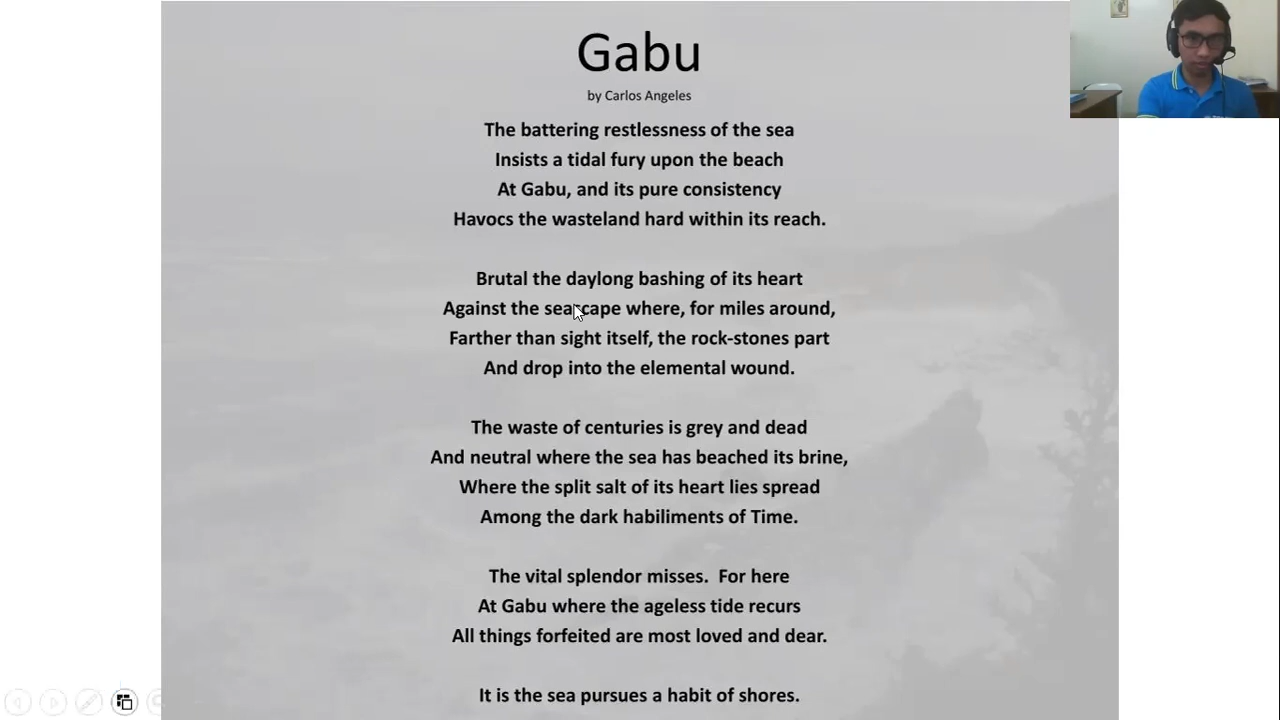 Gabu
by Carlos Angeles
The battering restlessness of the sea
Insists a tidal fury upon the beach
At Gabu, and its pure consistency
Havocs the wasteland hard within its reach.
Brutal the daylong bashing of its heart
Against the seascape where, for miles around,
Farther than sight itself, the rock-stones part
And drop into the elemental wound.
The waste of centuries is grey and dead
And neutral where the sea has beached its brine,
Where the split salt of its heart lies spread
Among the dark habiliments of Time.
The vital splendor misses.  For here
At Gabu where the ageless tide recurs
All things forfeited are most loved and dear.
It is the sea pursues a habit of shores.